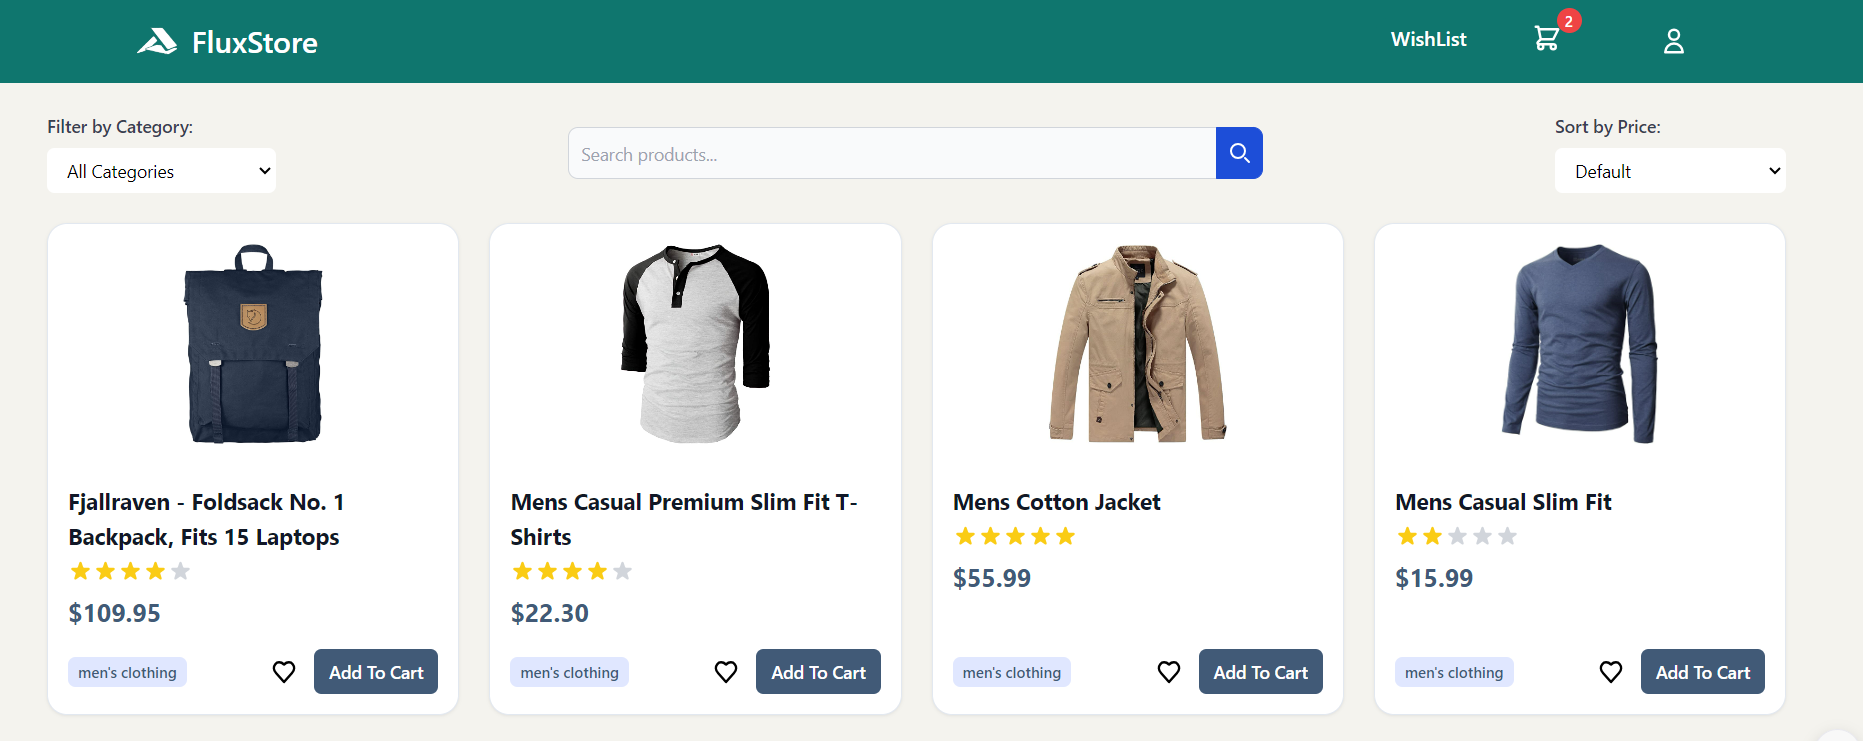 FluxStore
WishList
2
Filter by Category:
All Categories
Search products...
Sort by Price:
Default
Fjallraven - Foldsack No. 1
Backpack, Fits 15 Laptops
$109.95
men's clothing
Add To Cart
Mens Casual Premium Slim Fit T-
Shirts
$22.30
men's clothing
Add To Cart
Mens Cotton Jacket
$55.99
men's clothing
Add To Cart
Mens Casual Slim Fit
$15.99
men's clothing
Add To Cart